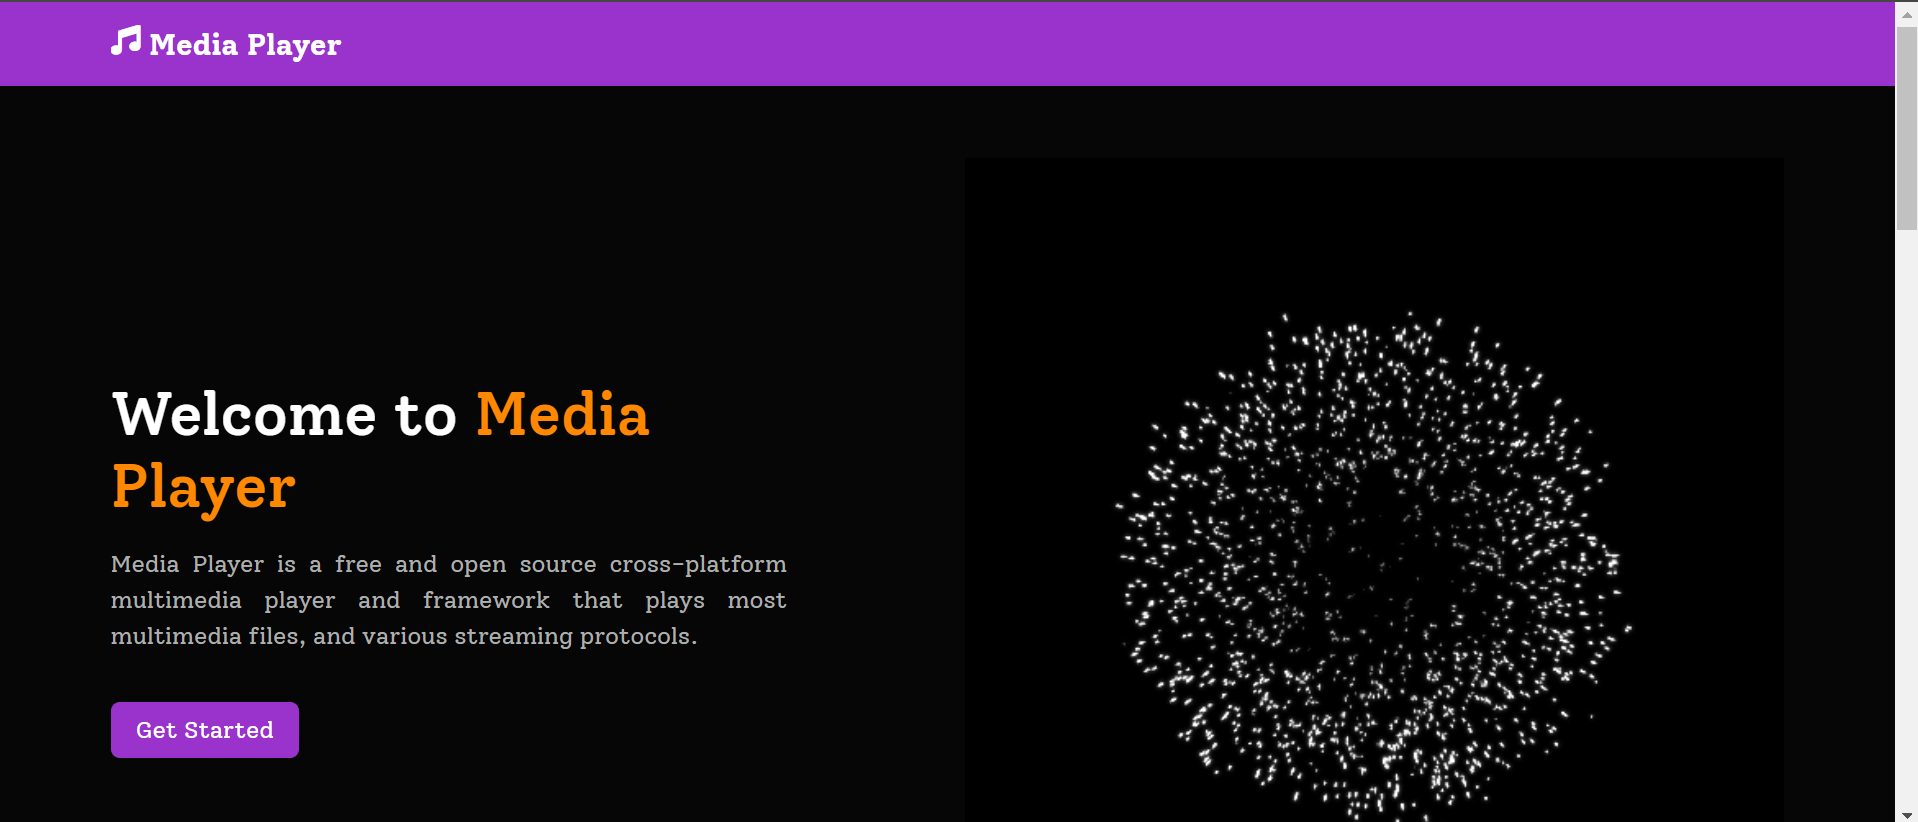 Media Player
Welcome to Media
Player
Media Player is a free and open source cross-platform
multimedia player and framework that plays most
multimedia files, and various streaming protocols.
Get Started